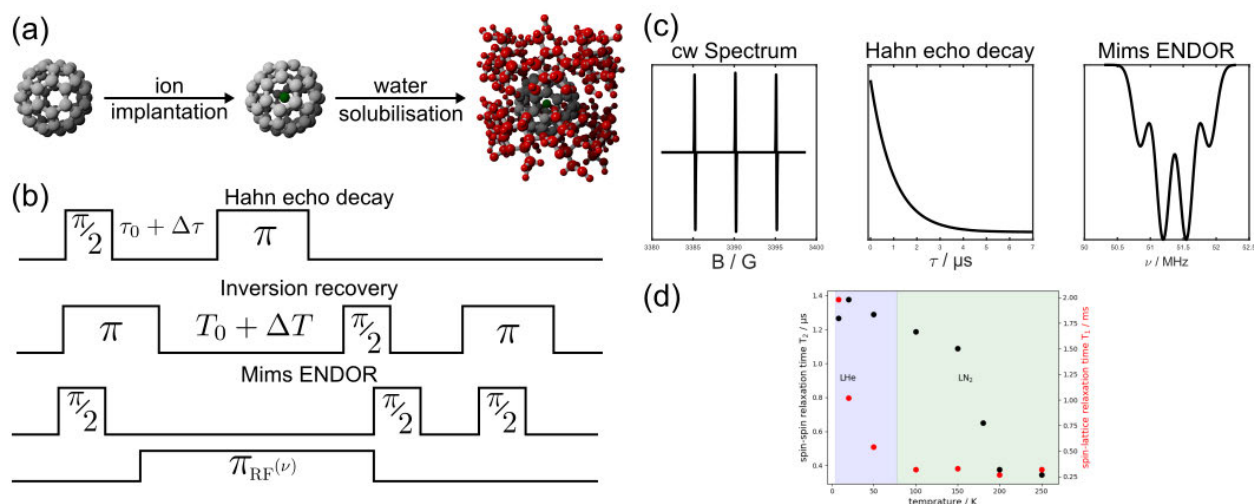 (a)
ion
implantation
water
solubilisation
(b)
Hahn echo decay
π/2
τ₀ + Δτ
π
Inversion recovery
π
T₀ + ΔT
π/2
π
Mims ENDOR
π/2
π/2
π/2
π_RF(ν)
(c)
cw Spectrum
3380 3385 3390 3395 3400
B / G
Hahn echo decay
0 1 2 3 4 5 6 7
τ / μs
Mims ENDOR
50 50.5 51 51.5 52 52.5
ν / MHz
(d)
spin-spin relaxation time T₂ / μs
1.4
1.2
1.0
0.8
0.6
0.4
LHe
LN₂
2.00
1.75
1.50
1.25
1.00
0.75
0.50
0.25
spin-lattice relaxation time T₁ / ms
0 50 100 150 200 250
temprature / K